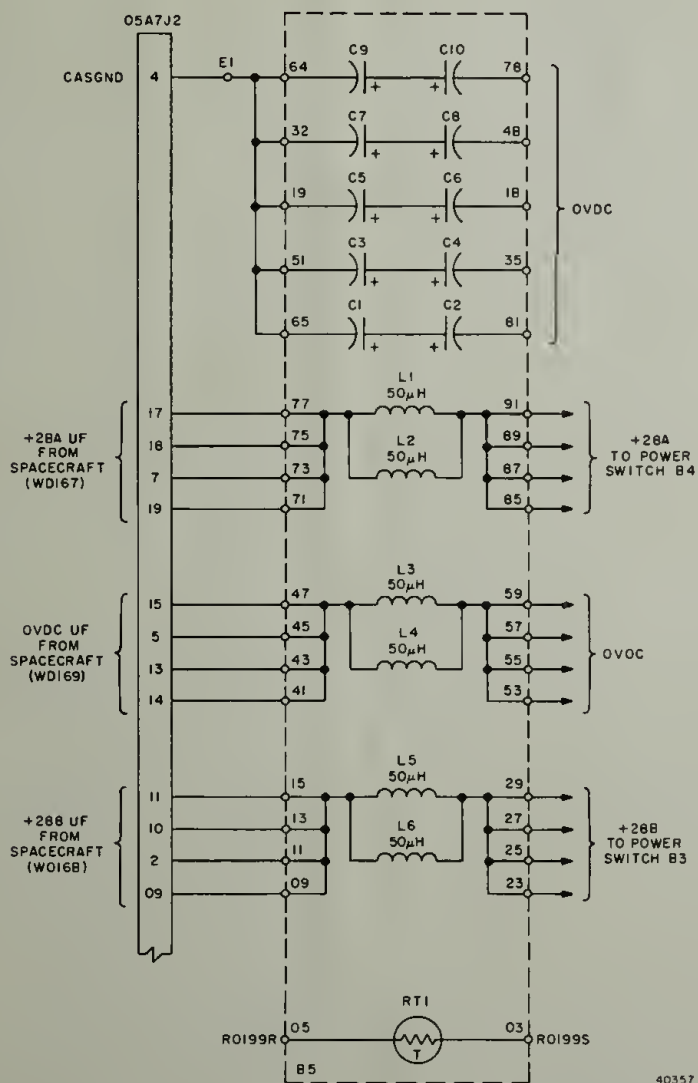 05A7J2
CASGND 4 E1 64 C9 C10 78
+ +
32 C7 C8 48
+ +
19 C5 C6 18
+ +
OVDC
51 C3 C4 35
+ +
65 C1 C2 81
+ +
+28A UF
FROM
SPACECRAFT
(WD167)
17 77 L1 50μH 91
18 75 89
7 73 L2 50μH 87
19 71 85
+28A
TO POWER
SWITCH B4
OVDC UF
FROM
SPACECRAFT
(WD169)
15 47 L3 50μH 59
5 45 57
13 43 L4 50μH 55
14 41 53
OVDC
+28B UF
FROM
SPACECRAFT
(WD168)
11 15 L5 50μH 29
10 13 27
2 11 L6 50μH 25
09 09 23
+28B
TO POWER
SWITCH B3
RT1
R0199R 05 T 03 R0199S
B5
40357